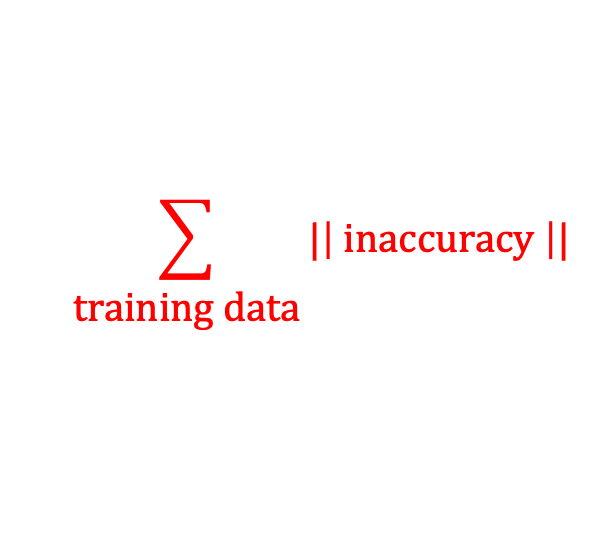 ∑ || inaccuracy ||
training data